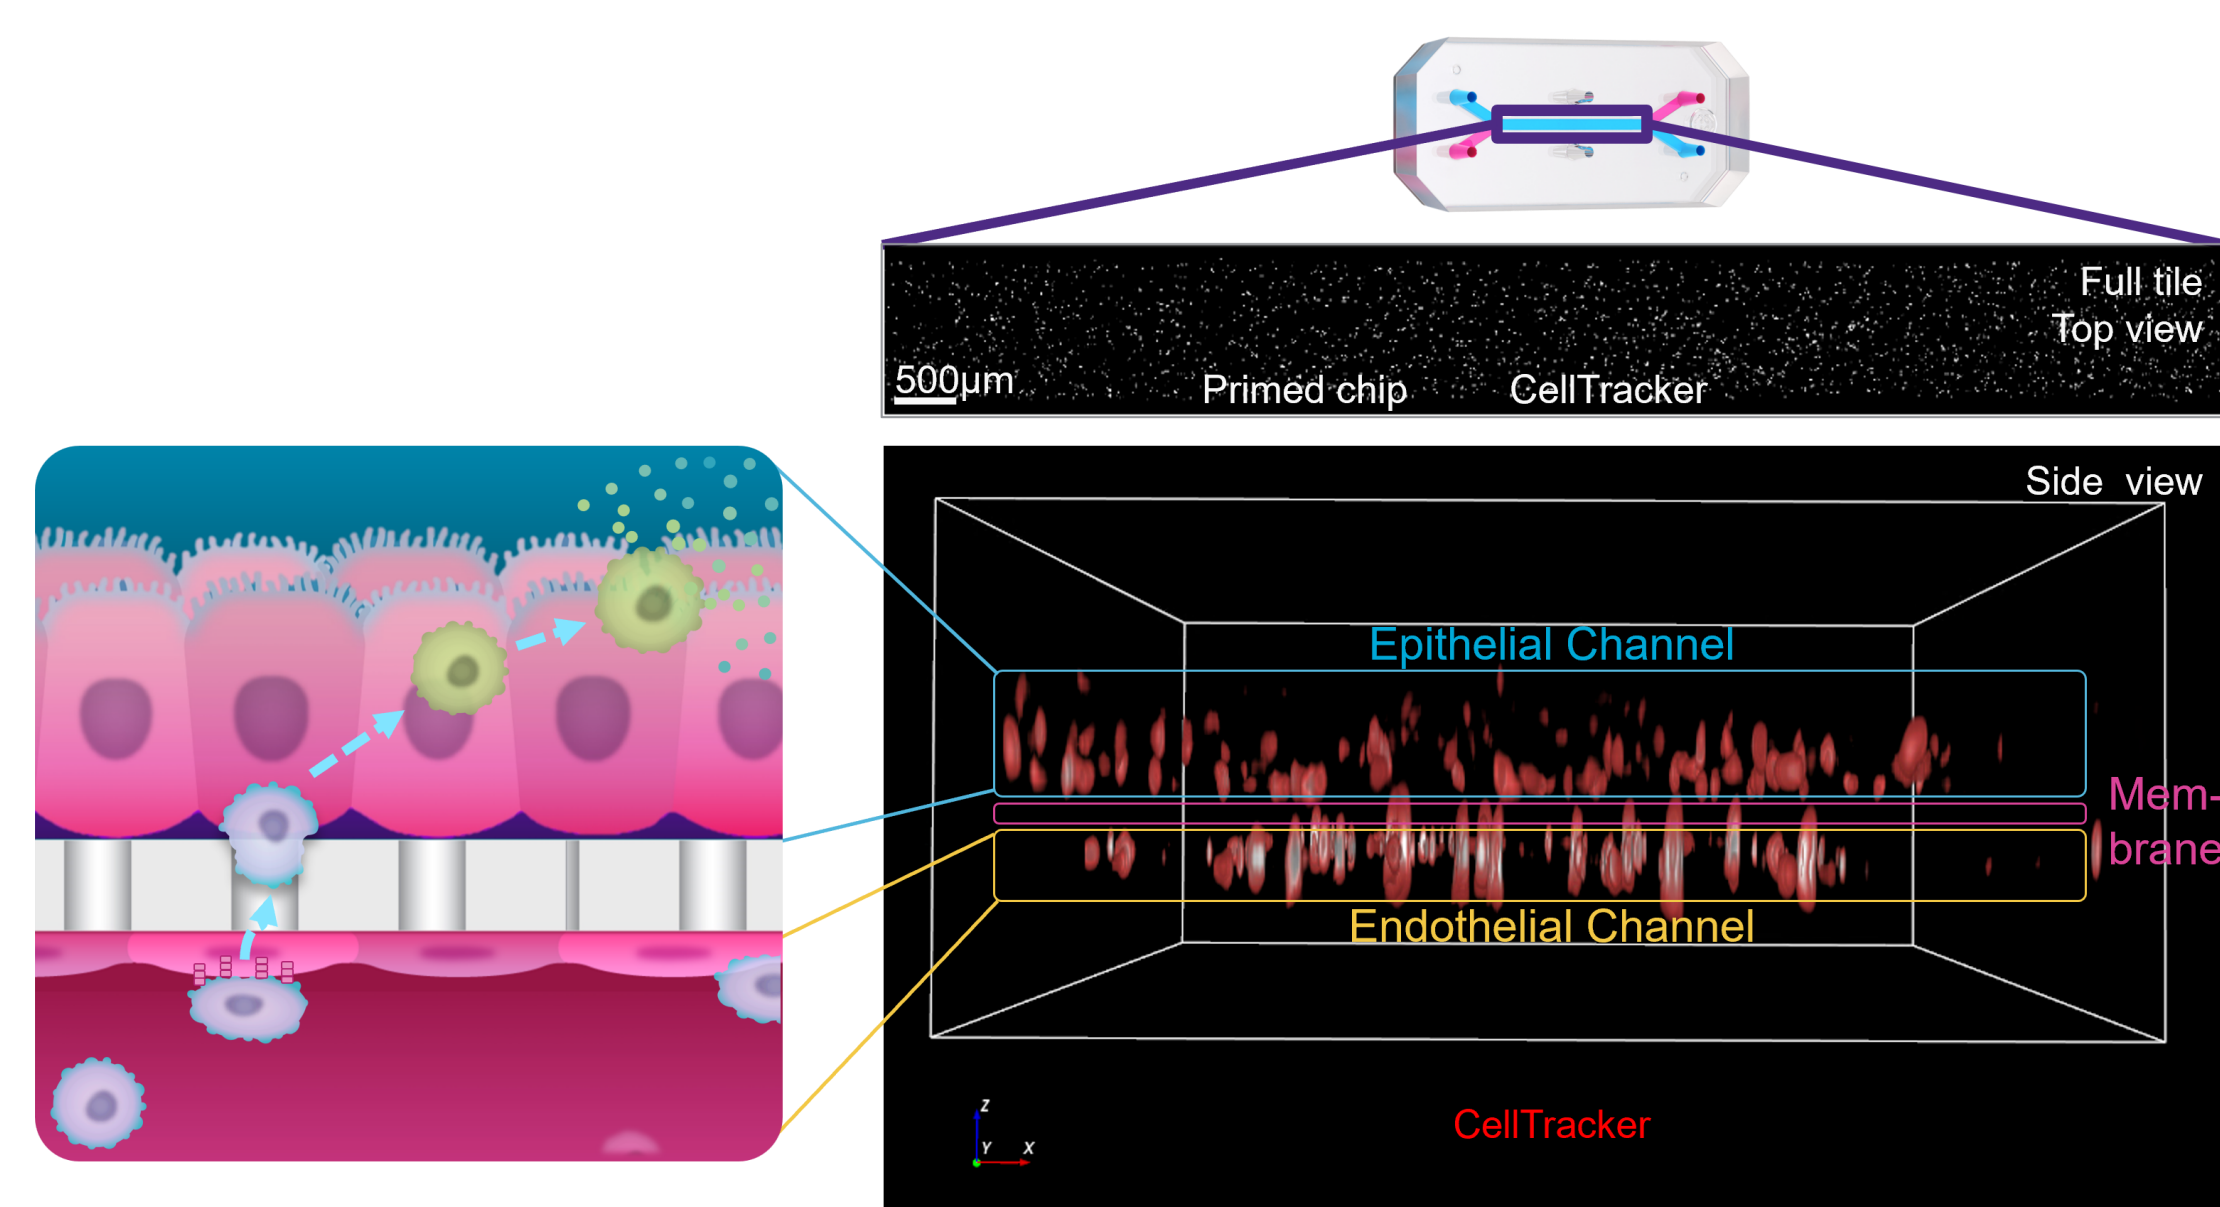 Full tile
Top view
500µm
Primed chip
CellTracker
Side view
Epithelial Channel
Mem-
brane
Endothelial Channel
Z
Y
X
CellTracker